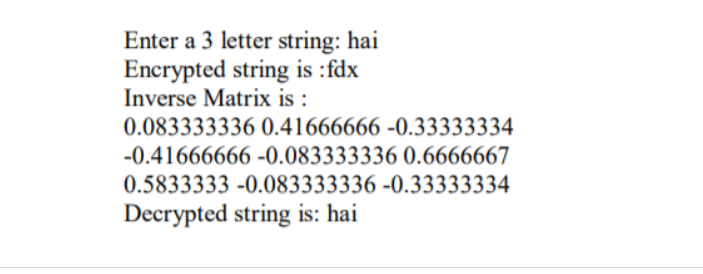 Enter a 3 letter string: hai
Encrypted string is :fdx
Inverse Matrix is :
0.083333336 0.41666666 -0.33333334
-0.41666666 -0.083333336 0.6666667
0.5833333 -0.083333336 -0.33333334
Decrypted string is: hai